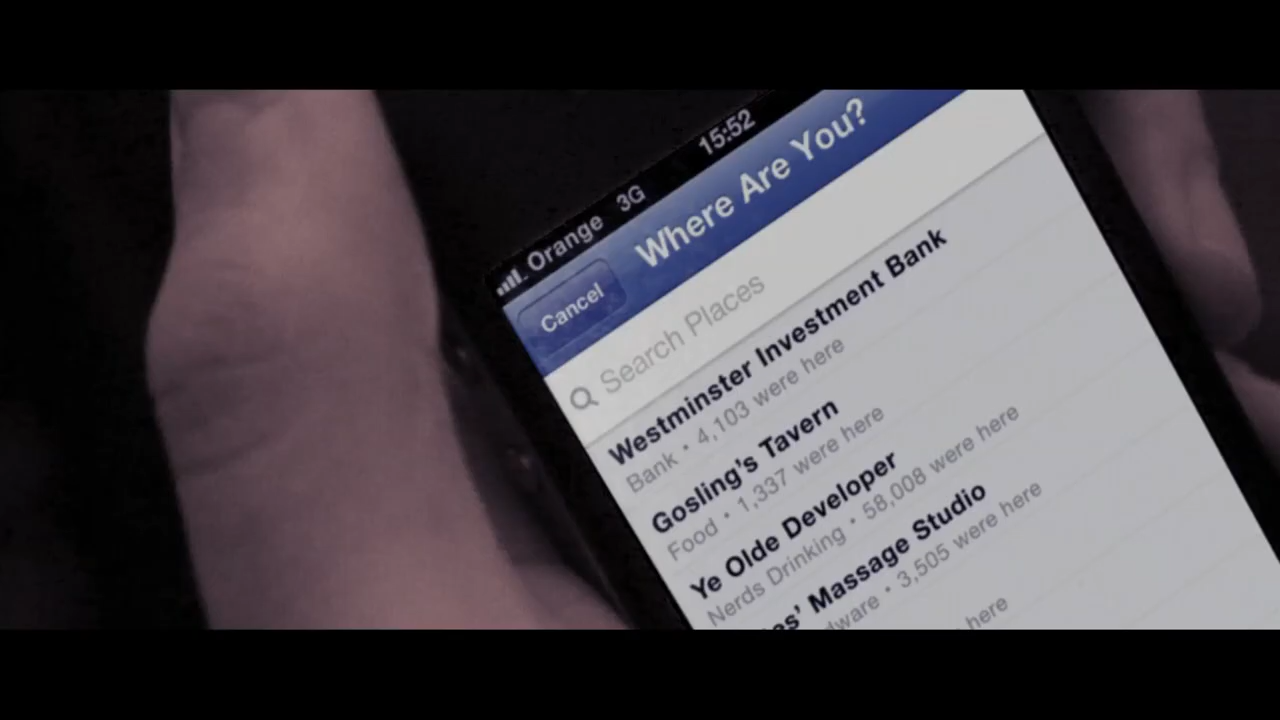 Orange 3G 15:52
Cancel Where Are You?
Search Places
Westminster Investment Bank
Bank • 4,103 were here
Gosling's Tavern
Food • 1,337 were here
Ye Olde Developer
Nerds Drinking • 58,008 were here
Massage Studio
• 3,505 were here
here